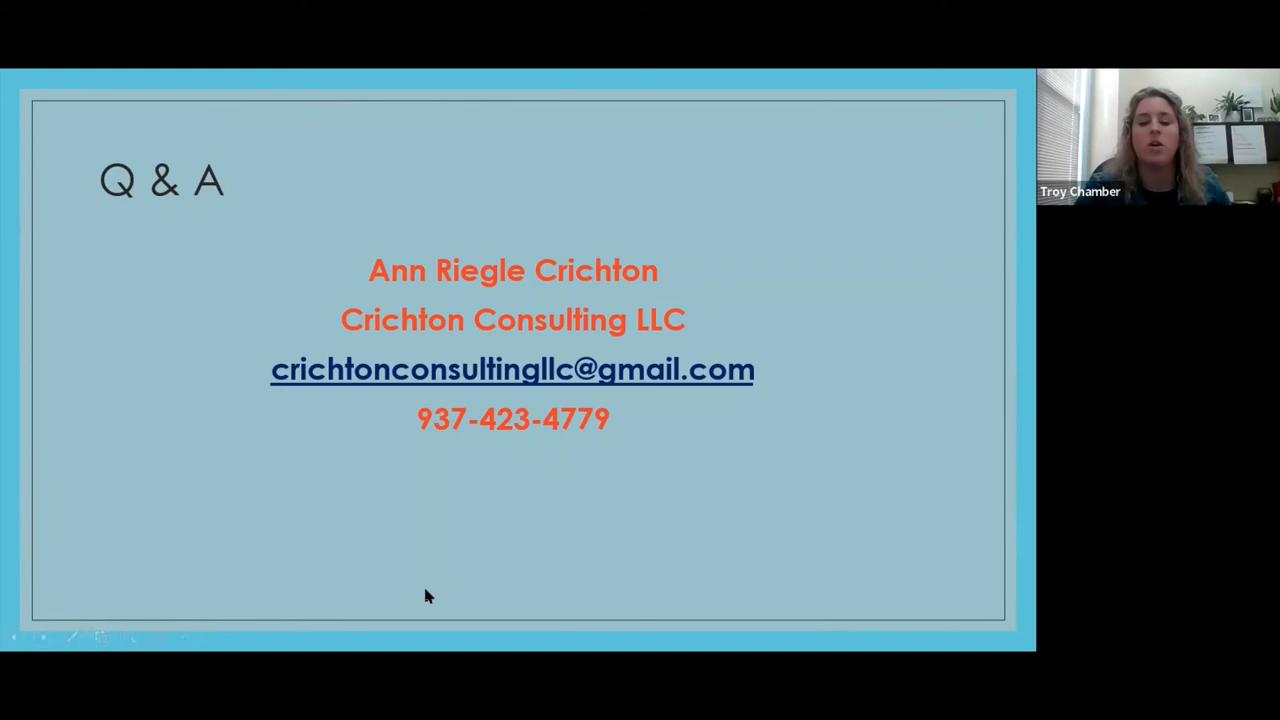 Q & A
Ann Riegle Crichton
Crichton Consulting LLC
crichtonconsultingllc@gmail.com
937-423-4779
Troy Chamber